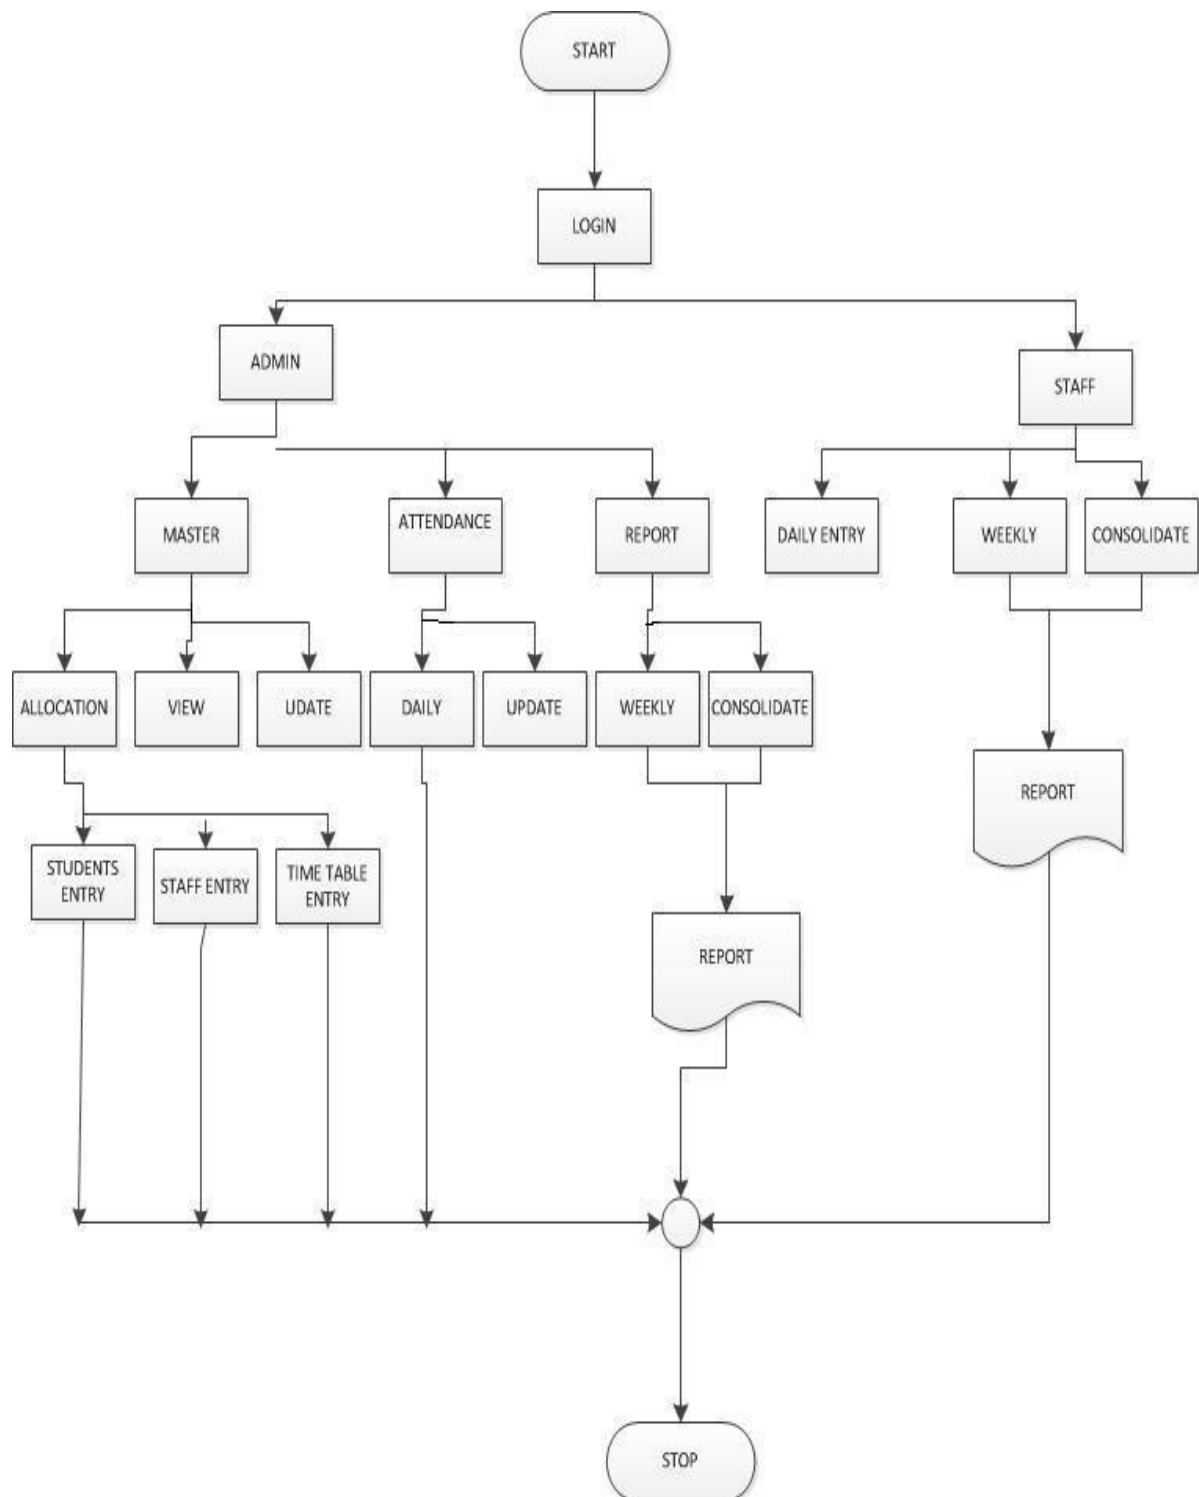 START
LOGIN
ADMIN
STAFF
MASTER
ATTENDANCE
REPORT
DAILY ENTRY
WEEKLY
CONSOLIDATE
ALLOCATION
VIEW
UDATE
DAILY
UPDATE
WEEKLY
CONSOLIDATE
REPORT
STUDENTS
ENTRY
STAFF ENTRY
TIME TABLE
ENTRY
REPORT
STOP